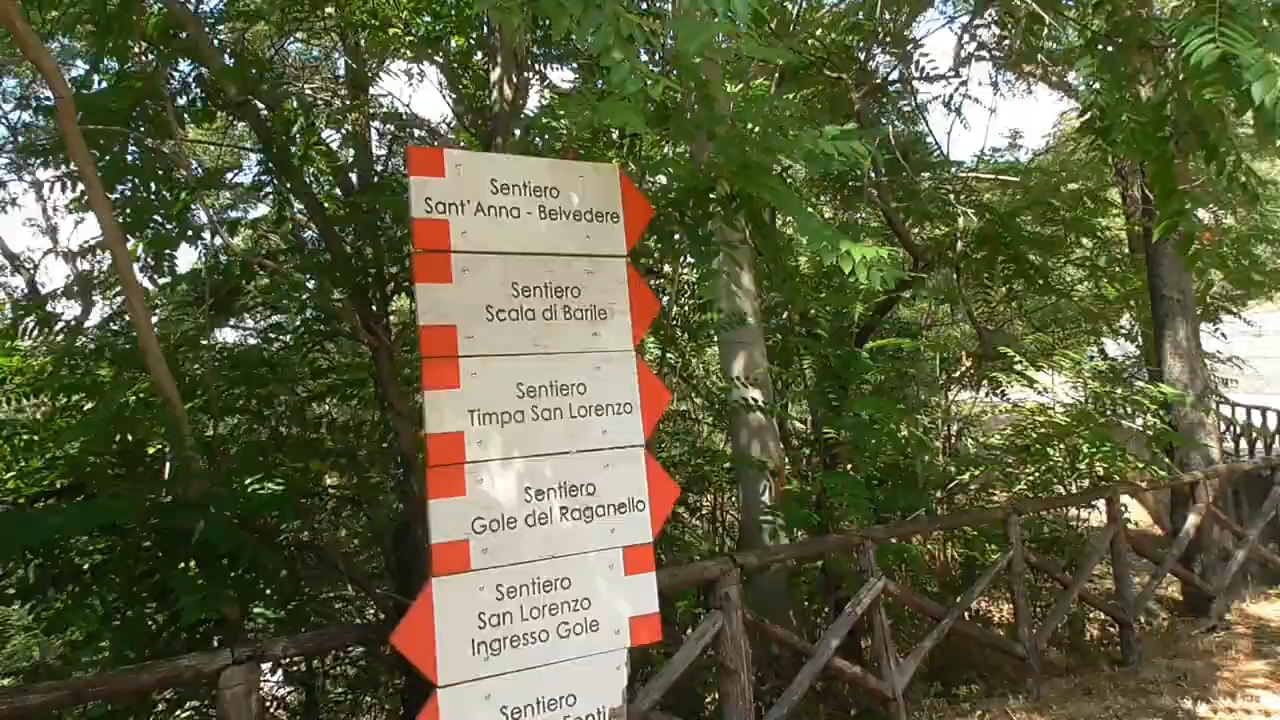 Sentiero
Sant'Anna - Belvedere
Sentiero
Scala di Barile
Sentiero
Timpa San Lorenzo
Sentiero
Gole del Raganello
Sentiero
San Lorenzo
Ingresso Gole
Sentiero
Fonti